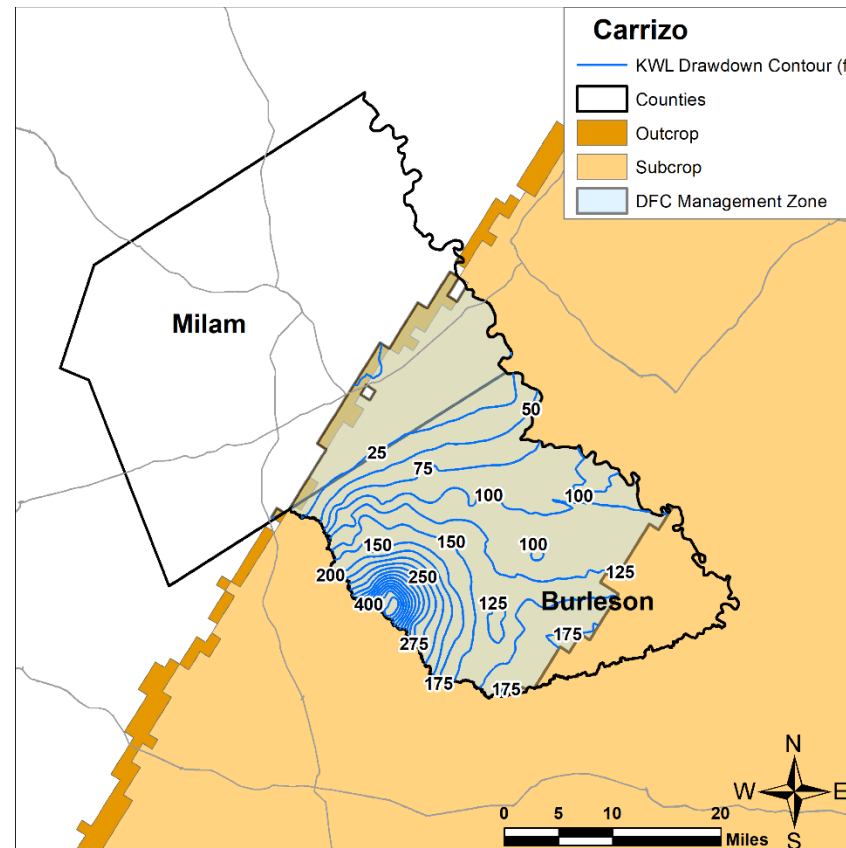 Carrizo
KWL Drawdown Contour (f
Counties
Outcrop
Subcrop
DFC Management Zone
Milam
50
25
75
100
100
150
150
100
200
250
125
400
125
Burleson
275
175
175
175
N
W
E
S
0
5
10
20
Miles